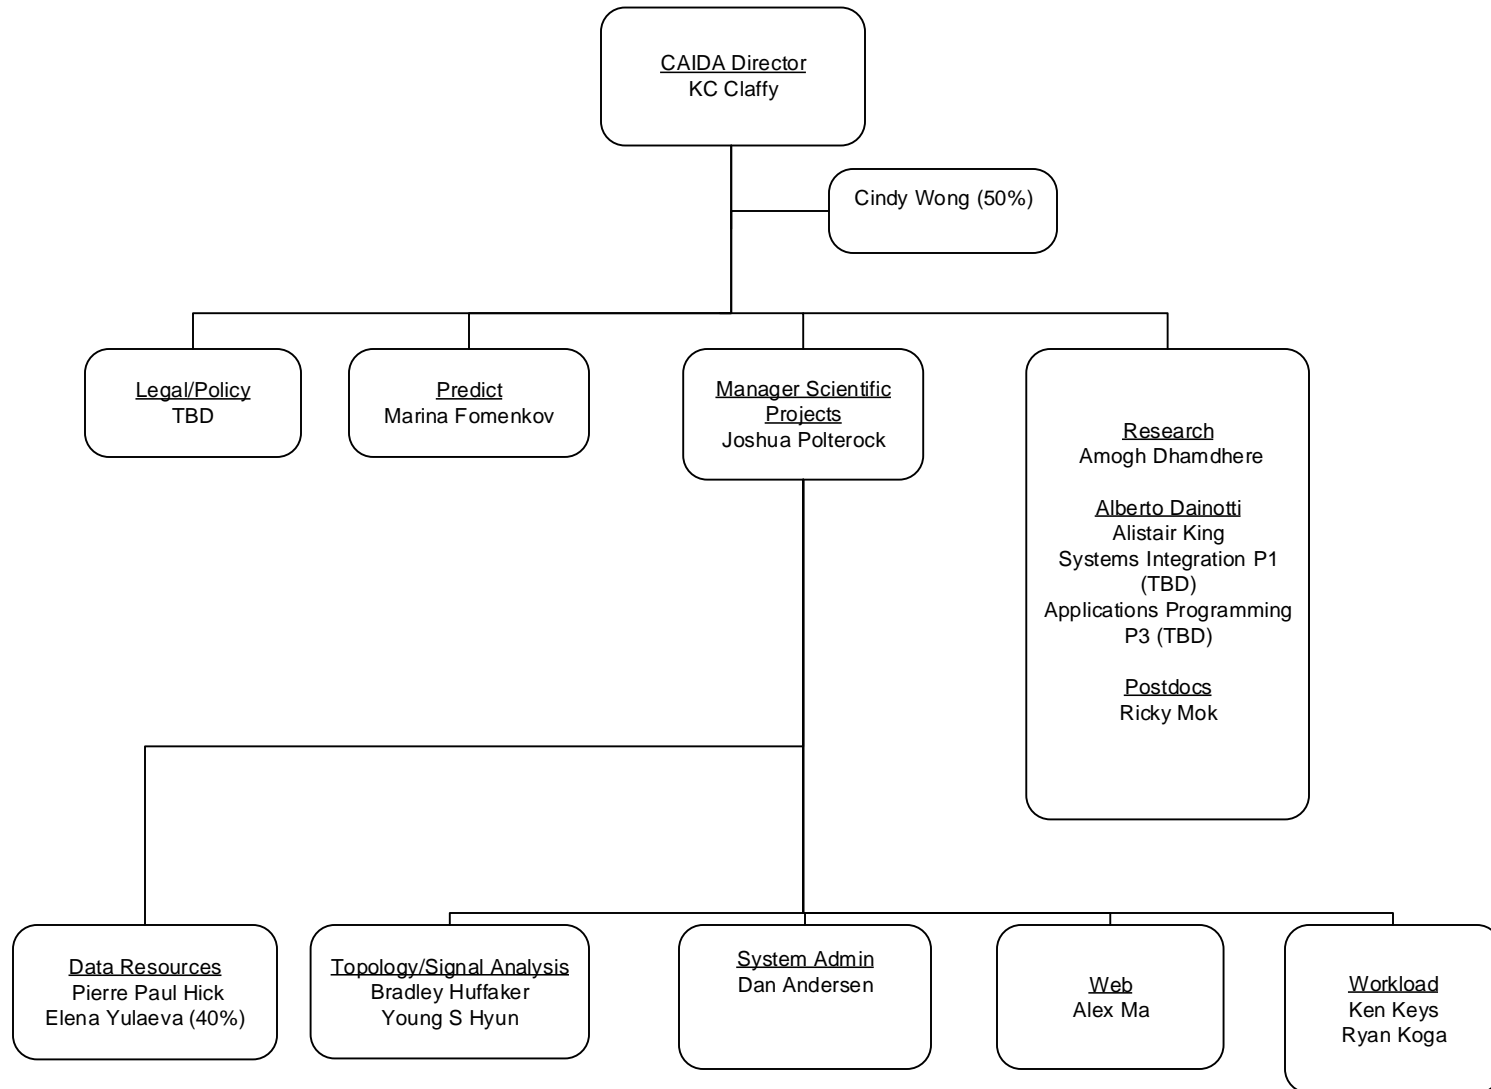 CAIDA Director
KC Claffy
Cindy Wong (50%)
Legal/Policy
TBD
Predict
Marina Fomenkov
Manager Scientific
Projects
Joshua Polterock
Research
Amogh Dhamdhere
Alberto Dainotti
Alistair King
Systems Integration P1
(TBD)
Applications Programming
P3 (TBD)
Postdocs
Ricky Mok
Data Resources
Pierre Paul Hick
Elena Yulaeva (40%)
Topology/Signal Analysis
Bradley Huffaker
Young S Hyun
System Admin
Dan Andersen
Web
Alex Ma
Workload
Ken Keys
Ryan Koga